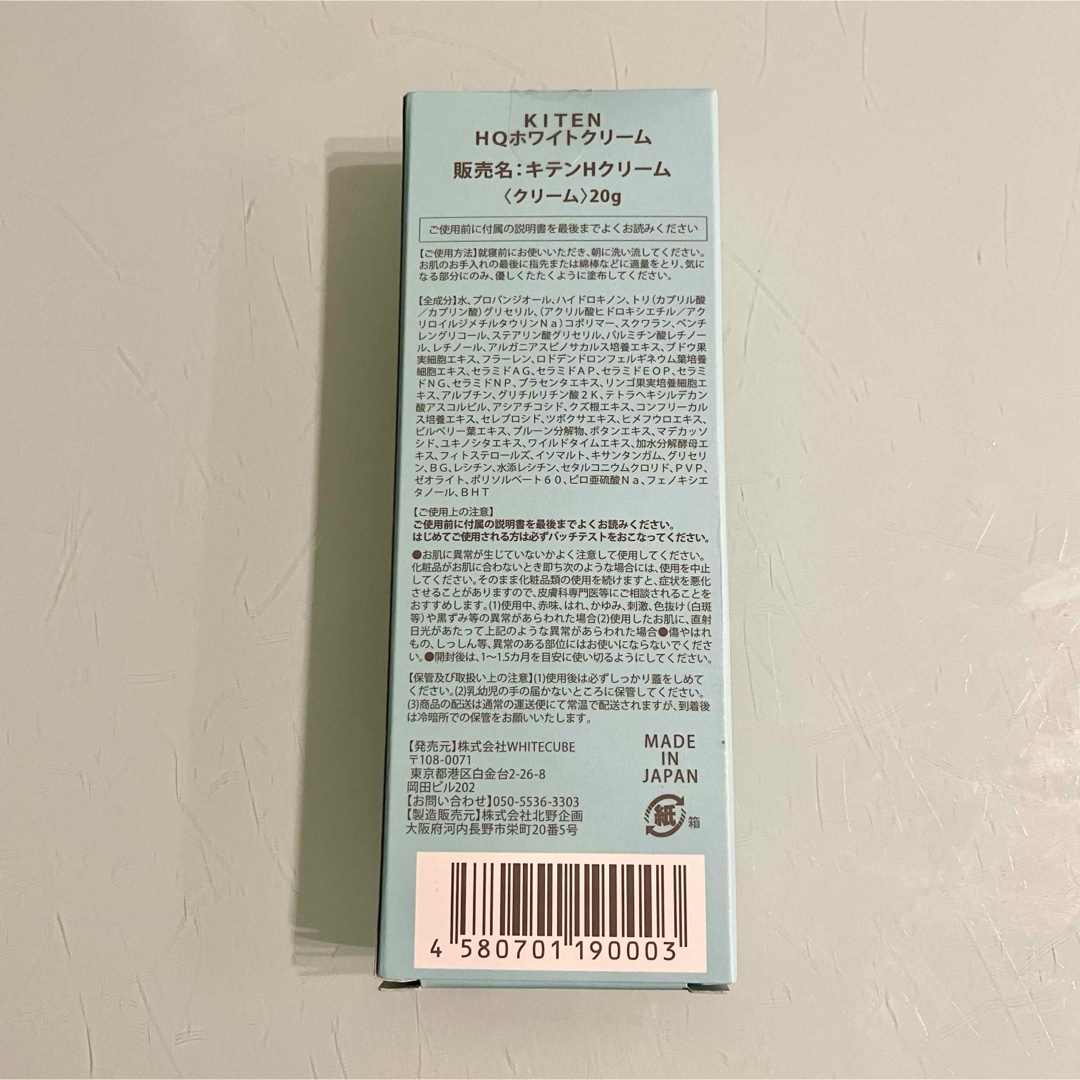 KITEN
HQホワイトクリーム
販売名：キテンHクリーム
〈クリーム〉20g
ご使用前に付属の説明書を最後までよくお読みください
【ご使用方法】就寝前にお使いいただき、朝に洗い流してください。
お肌のお手入れの最後に指先または綿棒などに適量をとり、気に
なる部分にのみ、優しくたたくように塗布してください。
【全成分】水、プロパンジオール、ハイドロキノン、トリ（カプリル酸
／カプリン酸）グリセリル、（アクリル酸ヒドロキシエチル／アク
リロイルジメチルタウリンNa）コポリマー、スクワラン、ペンチ
レングリコール、ステアリン酸グリセリル、パルミチン酸レチノー
ル、レチノール、アルガニアスピノサカルス培養エキス、ブドウ果
実細胞エキス、フラーレン、ロドデンドロンフェルギネウム葉培養
細胞エキス、セラミドAG、セラミドAP、セラミドEOP、セラミ
ドNG、セラミドNP、プラセンタエキス、リンゴ果実培養細胞エ
キス、アルブチン、グリチルリチン酸２K、テトラヘキシルデカン
酸アスコルビル、アシアチコシド、クズ根エキス、コンフリーカル
ス培養エキス、セレブロシド、ツボクサエキス、ヒメフウロエキス、
ビルベリー葉エキス、プルーン分解物、ボタンエキス、マデカッソ
シド、ユキノシタエキス、ワイルドタイムエキス、加水分解酵母エ
キス、フィトステロールズ、イソマルト、キサンタンガム、グリセリ
ン、BG、レシチン、水添レシチン、セタルコニウムクロリド、PVP、
ゼオライト、ポリソルベート６０、ピロ亜硫酸Na、フェノキシエ
タノール、BHT
【ご使用上の注意】
ご使用前に付属の説明書を最後までよくお読みください。
はじめてご使用される方は必ずパッチテストをおこなってください。
●お肌に異常が生じていないかよく注意して使用してください。
化粧品がお肌に合わないとき即ち次のような場合には、使用を中止
してください。そのまま化粧品類の使用を続けますと、症状を悪化
させることがありますので、皮膚科専門医等にご相談されることを
おすすめします。(1)使用中、赤味、はれ、かゆみ、刺激、色抜け（白斑
等）や黒ずみ等の異常があらわれた場合(2)使用したお肌に、直射
日光があたって上記のような異常があらわれた場合●傷やはれ
もの、しっしん等、異常のある部位にはお使いにならないでくださ
い。●開封後は、1〜1.5カ月を目安に使い切るようにしてください。
【保管及び取扱い上の注意】(1)使用後は必ずしっかり蓋をしめて
ください。(2)乳幼児の手の届かないところに保管してください。
(3)商品の配送は通常の運送便にて常温で配送されますが、到着後
は冷暗所での保管をお願いいたします。
【発売元】株式会社WHITECUBE
〒108-0071
東京都港区白金台2-26-8
岡田ビル202
【お問い合わせ】050-5536-3303
【製造販売元】株式会社北野企画
大阪府河内長野市栄町20番5号
MADE
IN
JAPAN
紙 箱
4 580701 190003